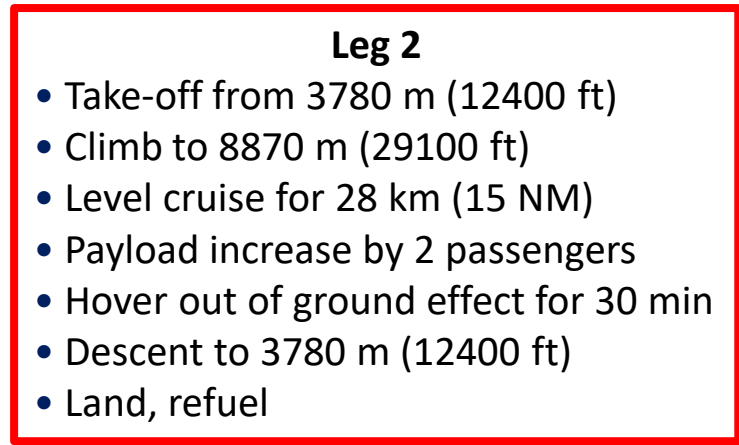 Leg 2
• Take-off from 3780 m (12400 ft)
• Climb to 8870 m (29100 ft)
• Level cruise for 28 km (15 NM)
• Payload increase by 2 passengers
• Hover out of ground effect for 30 min
• Descent to 3780 m (12400 ft)
• Land, refuel